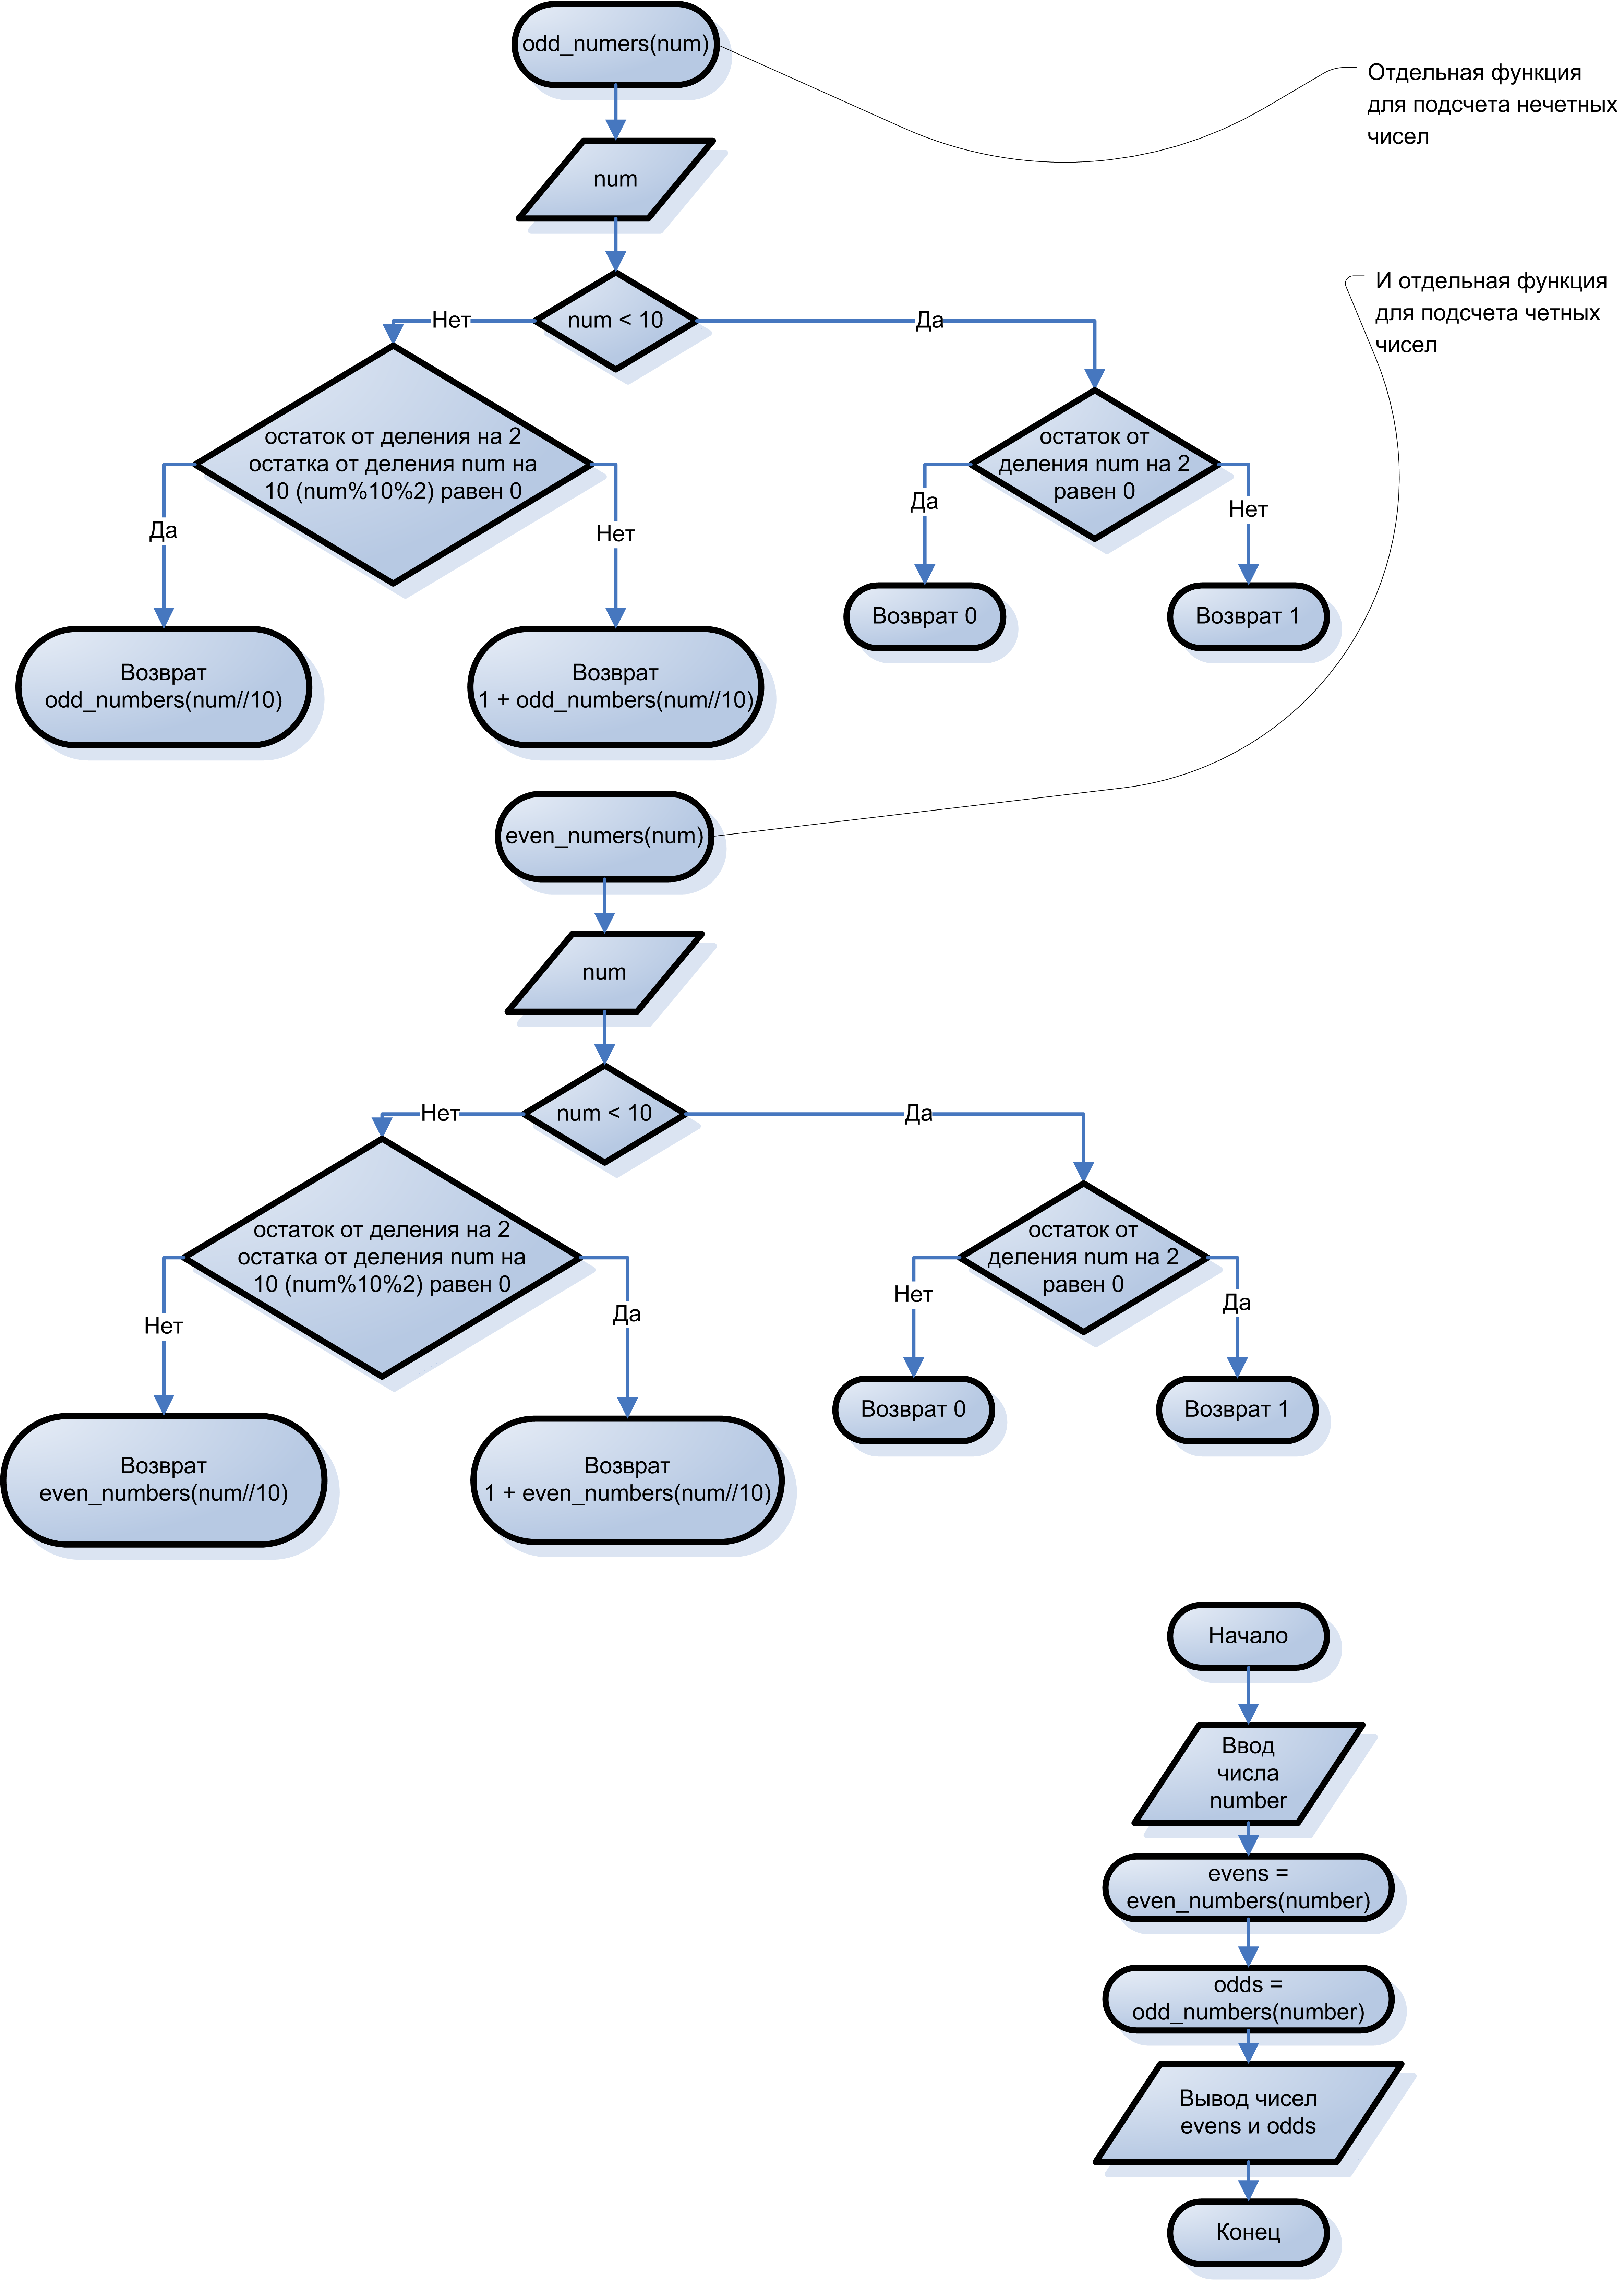 odd_numers(num)
Отдельная функция
для подсчета нечетных
чисел
num
И отдельная функция
для подсчета четных
чисел
num < 10
Нет
Да
остаток от деления на 2
остатка от деления num на
10 (num%10%2) равен 0
остаток от
деления num на 2
равен 0
Да
Нет
Да
Нет
Возврат 0
Возврат 1
Возврат
odd_numbers(num//10)
Возврат
1 + odd_numbers(num//10)
even_numers(num)
num
num < 10
Нет
Да
остаток от деления на 2
остатка от деления num на
10 (num%10%2) равен 0
остаток от
деления num на 2
равен 0
Нет
Да
Нет
Да
Возврат 0
Возврат 1
Возврат
even_numbers(num//10)
Возврат
1 + even_numbers(num//10)
Начало
Ввод
числа
number
evens =
even_numbers(number)
odds =
odd_numbers(number)
Вывод чисел
evens и odds
Конец